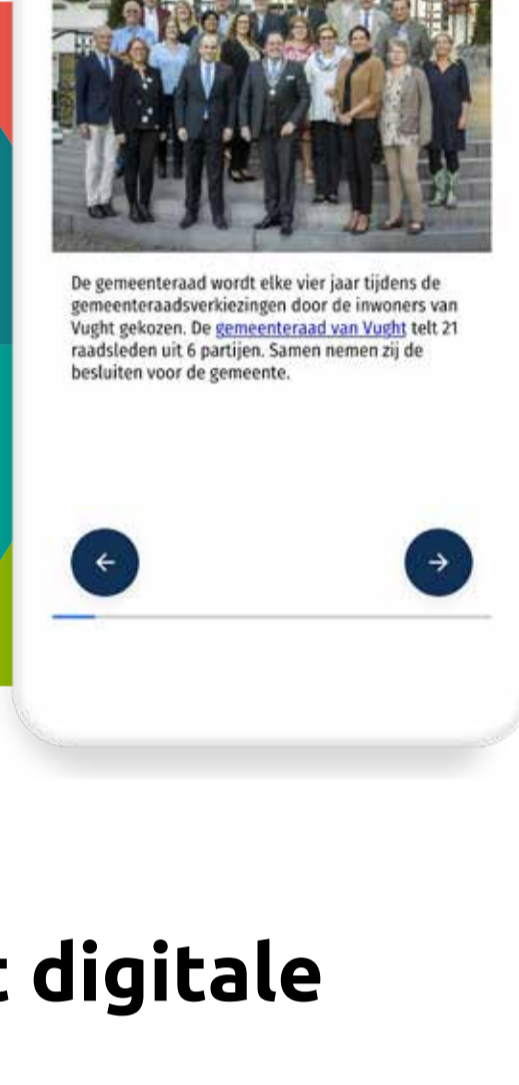 De gemeenteraad wordt elke vier jaar tijdens de
gemeenteraadsverkiezingen door de inwoners van
Vught gekozen. De gemeenteraad van Vught telt 21
raadsleden uit 6 partijen. Samen nemen zij de
besluiten voor de gemeente.
digitale